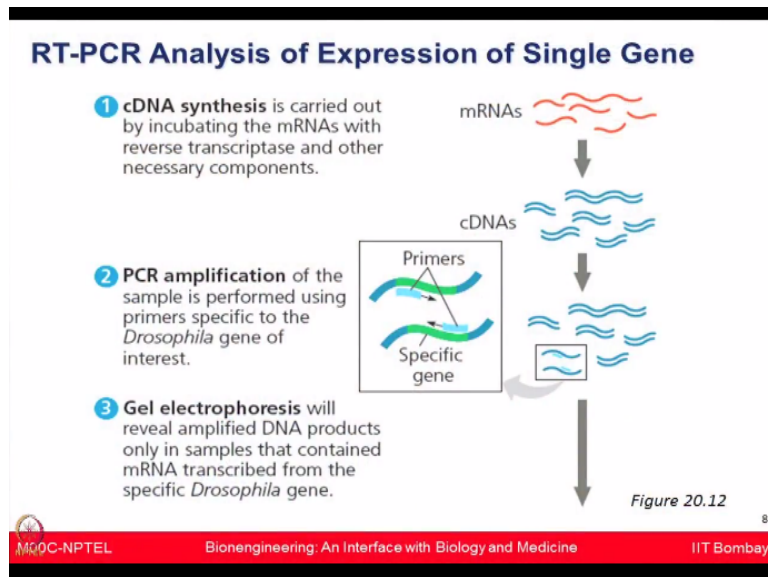 RT-PCR Analysis of Expression of Single Gene
1 cDNA synthesis is carried out
by incubating the mRNAs with
reverse transcriptase and other
necessary components.
mRNAs
cDNAs
2 PCR amplification of the
sample is performed using
primers specific to the
Drosophila gene of
interest.
Primers
Specific
gene
3 Gel electrophoresis will
reveal amplified DNA products
only in samples that contained
mRNA transcribed from the
specific Drosophila gene.
Figure 20.12
8
NPTEL
Bionengineering: An Interface with Biology and Medicine
IIT Bombay